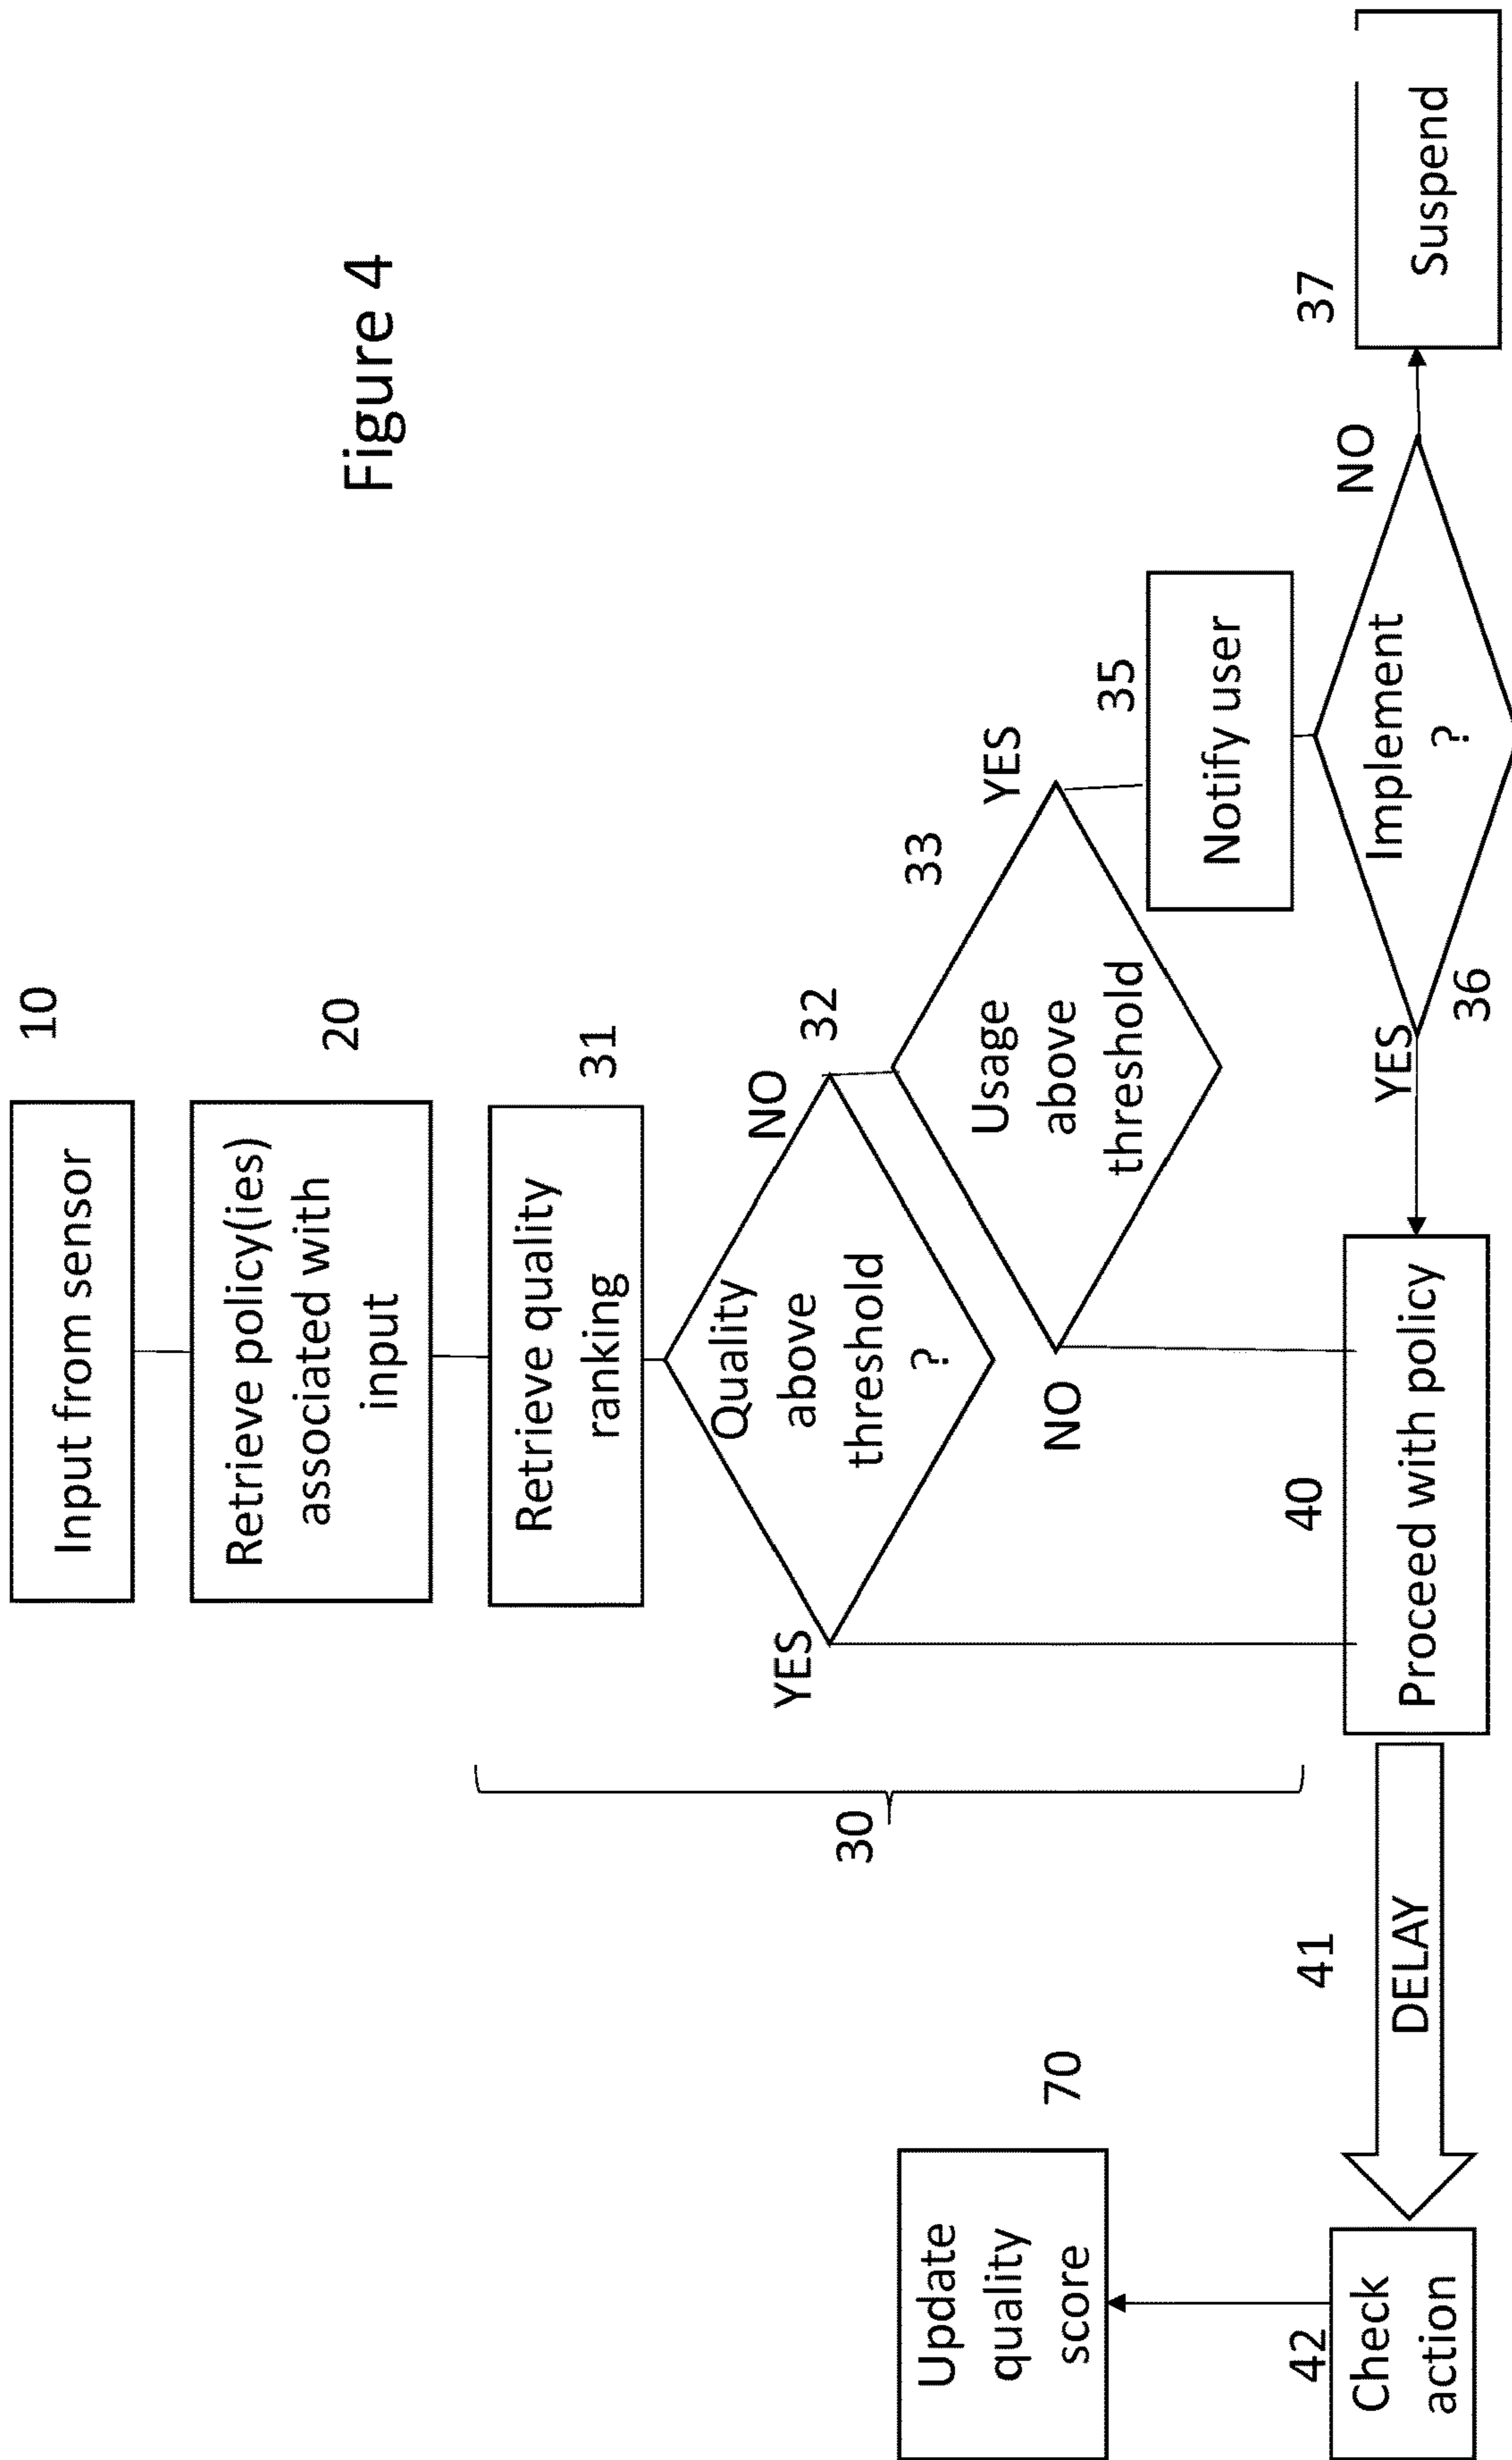 Figure 4
10
Input from sensor
20
Retrieve policy(ies)
associated with
input
31
Retrieve quality
ranking
32
Quality
above
threshold
?
YES
NO
33
Usage
above
threshold
NO
YES
35
Notify user
30
36
Implement
?
YES
NO
37
Suspend
40
Proceed with policy
41
DELAY
42
Check
action
70
Update
quality
score